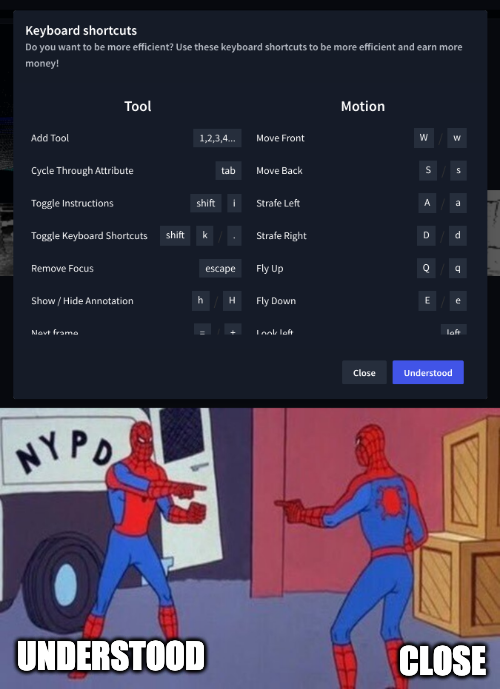 Keyboard shortcuts
Do you want to be more efficient? Use these keyboard shortcuts to be more efficient and earn more
money!
Tool
Motion
Add Tool 1,2,3,4... Move Front W / w
Cycle Through Attribute tab Move Back S / s
Toggle Instructions shift i Strafe Left A / a
Toggle Keyboard Shortcuts shift k / . Strafe Right D / d
Remove Focus escape Fly Up Q / q
Show / Hide Annotation h / H Fly Down E / e
Next frame = / + Look left left
Close Understood
NYPD
UNDERSTOOD
CLOSE